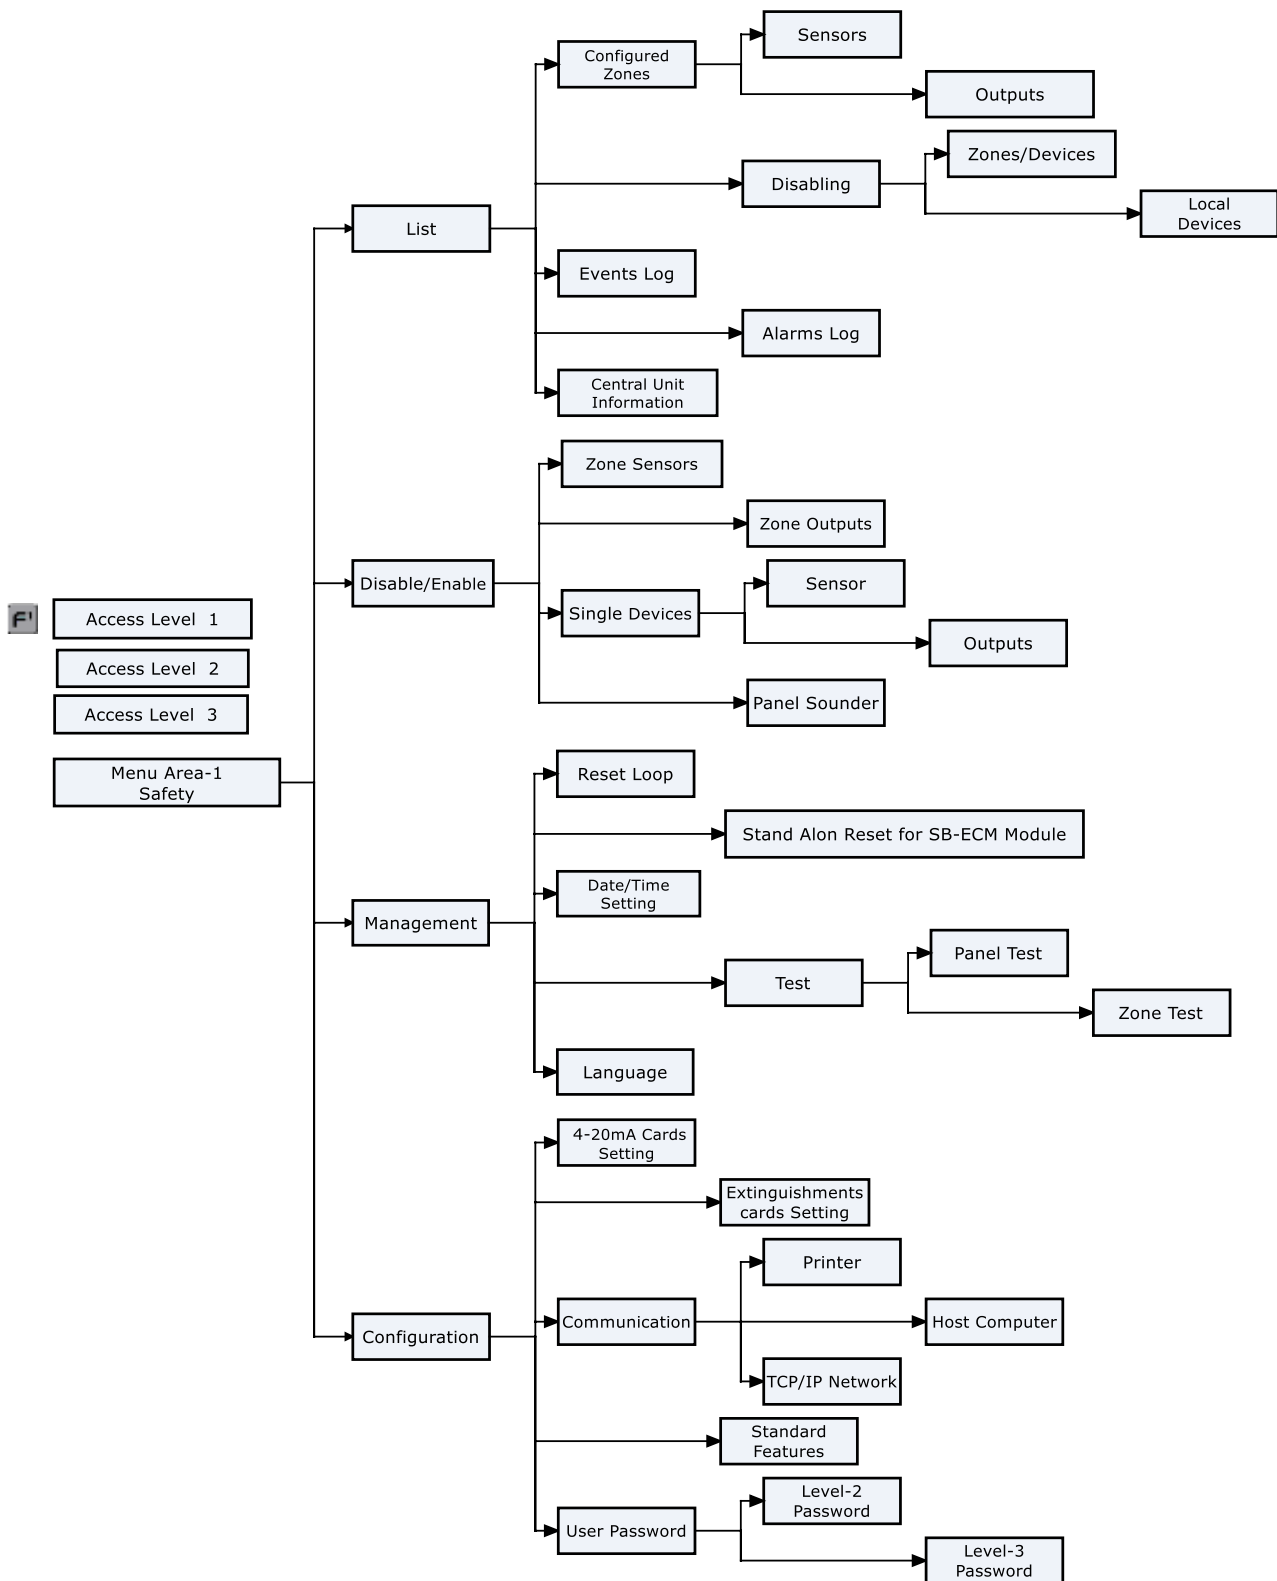 Sensors
Configured
Zones
Outputs
Zones/Devices
Disabling
Local
Devices
List
Events Log
Alarms Log
Central Unit
Information
Zone Sensors
Zone Outputs
Disable/Enable
Sensor
Single Devices
Outputs
Panel Sounder
F'
Access Level 1
Access Level 2
Access Level 3
Menu Area-1
Safety
Reset Loop
Stand Alon Reset for SB-ECM Module
Date/Time
Setting
Management
Panel Test
Test
Zone Test
Language
4-20mA Cards
Setting
Extinguishments
cards Setting
Printer
Communication
Host Computer
Configuration
TCP/IP Network
Standard
Features
Level-2
Password
User Password
Level-3
Password